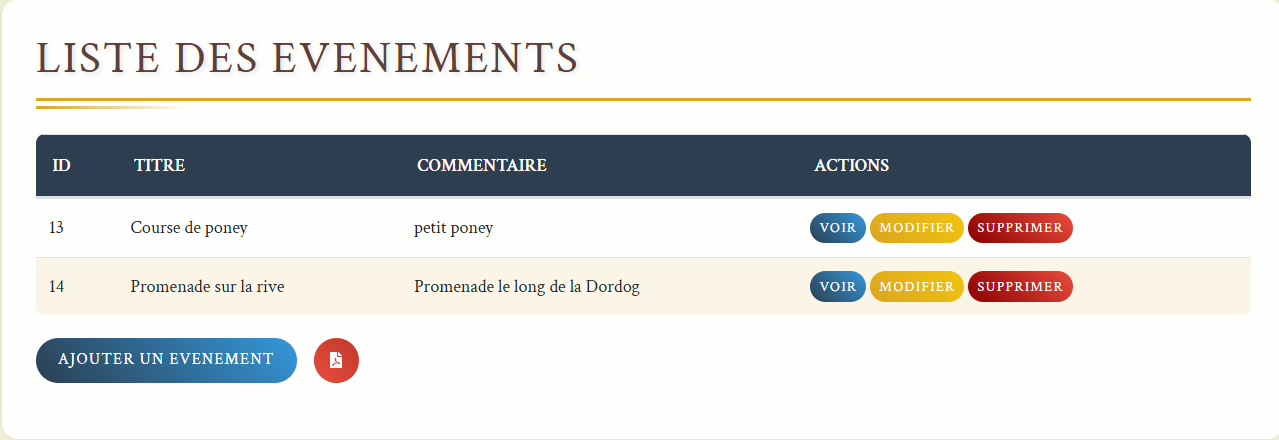 LISTE DES EVENEMENTS
ID TITRE COMMENTAIRE ACTIONS
13 Course de poney petit poney VOIR MODIFIER SUPPRIMER
14 Promenade sur la rive Promenade le long de la Dordog VOIR MODIFIER SUPPRIMER
AJOUTER UN EVENEMENT